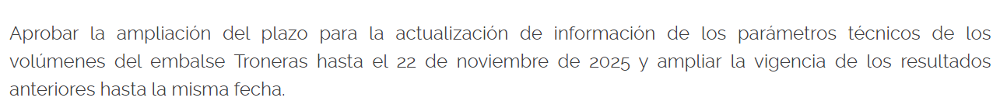 Aprobar la ampliación del plazo para la actualización de información de los parámetros técnicos de los
volúmenes del embalse Troneras hasta el 22 de noviembre de 2025 y ampliar la vigencia de los resultados
anteriores hasta la misma fecha.